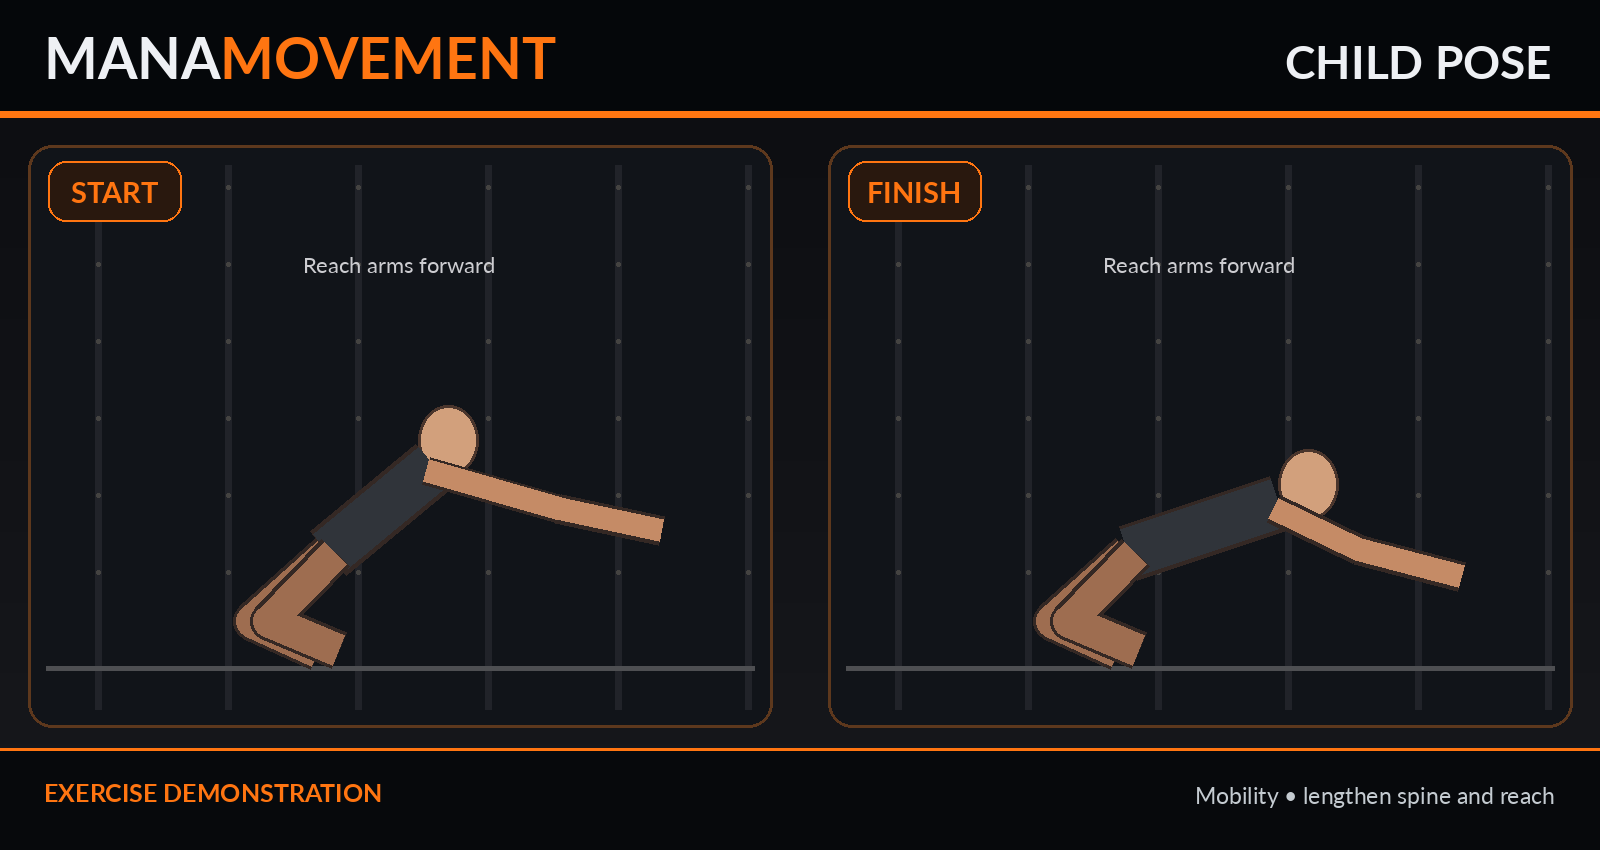 MANAMOVEMENT
CHILD POSE
START
Reach arms forward
FINISH
Reach arms forward
EXERCISE DEMONSTRATION
Mobility • lengthen spine and reach